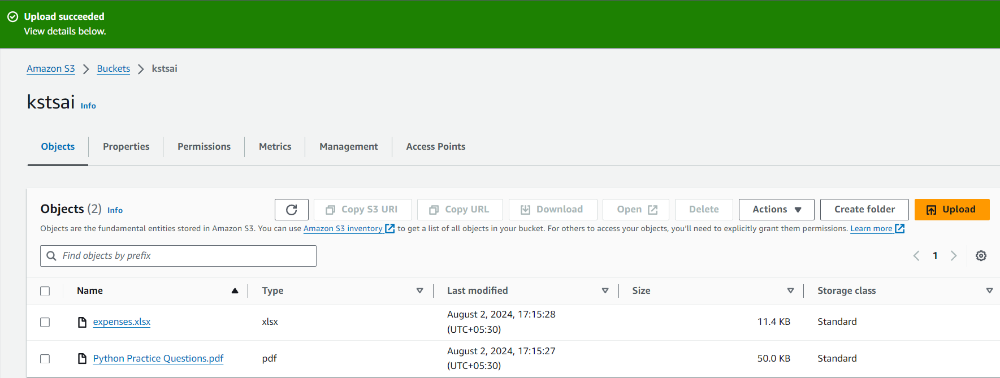 Upload succeeded
View details below.
Amazon S3 > Buckets > kstsai
kstsai Info
Objects Properties Permissions Metrics Management Access Points
Objects (2) Info Copy S3 URI Copy URL Download Open Delete Actions Create folder Upload
Objects are the fundamental entities stored in Amazon S3. You can use Amazon S3 inventory to get a list of all objects in your bucket. For others to access your objects, you’ll need to explicitly grant them permissions. Learn more
Find objects by prefix 1
Name Type Last modified Size Storage class
expenses.xlsx xlsx August 2, 2024, 17:15:28 (UTC+05:30) 11.4 KB Standard
Python Practice Questions.pdf pdf August 2, 2024, 17:15:27 (UTC+05:30) 50.0 KB Standard